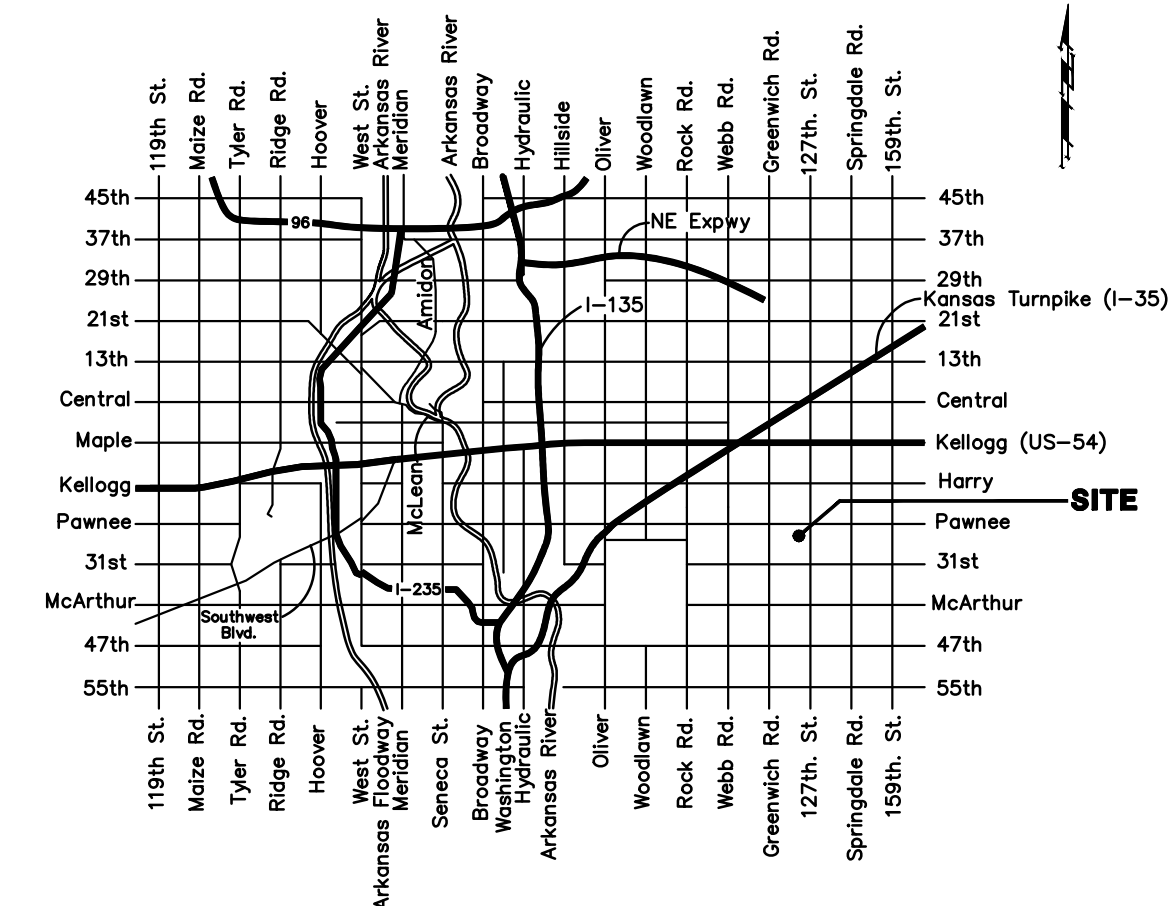 119th St.
Maize Rd.
Tyler Rd.
Ridge Rd.
Hoover
West St.
Arkansas River
Meridian
Arkansas River
Broadway
Hydraulic
Hillside
Oliver
Woodlawn
Rock Rd.
Webb Rd.
Greenwich Rd.
127th. St.
Springdale Rd.
159th. St.
N
45th
45th
96
NE Expwy
37th
37th
29th
29th
Amidon
I-135
Kansas Turnpike (I-35)
21st
21st
13th
13th
Central
Central
Maple
Kellogg (US-54)
Kellogg
McLean
Harry
SITE
Pawnee
Pawnee
31st
31st
I-235
McArthur
McArthur
Southwest
Blvd.
47th
47th
55th
55th
119th St.
Maize Rd.
Tyler Rd.
Ridge Rd.
Hoover
West St.
Arkansas Floodway
Meridian
Seneca St.
Broadway
Washington
Hydraulic
Arkansas River
Oliver
Woodlawn
Rock Rd.
Webb Rd.
Greenwich Rd.
127th. St.
Springdale Rd.
159th. St.